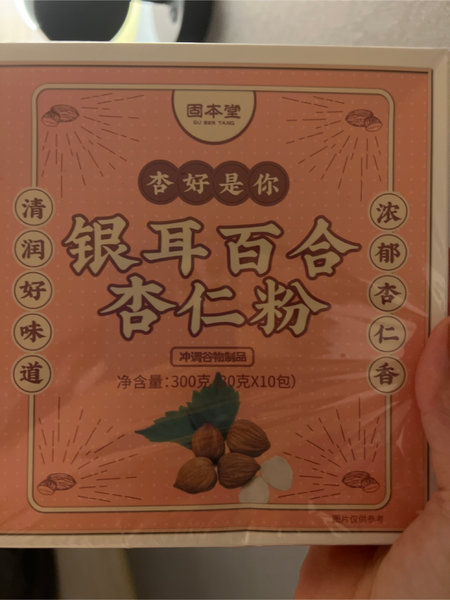 固本堂
GU BEN TANG
杏好是你
清润好味道
银耳百合
杏仁粉
浓郁杏仁香
冲调谷物制品
净含量:300克(30克X10包)
图片仅供参考